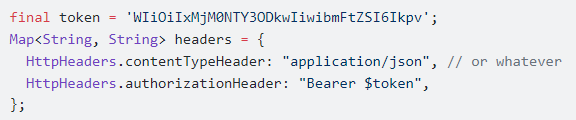 final token = 'WIiOiIxMjM0NTY3ODkwIiwibmFtZSI6Ikpv';
Map<String, String> headers = {
  HttpHeaders.contentTypeHeader: "application/json", // or whatever
  HttpHeaders.authorizationHeader: "Bearer $token",
};